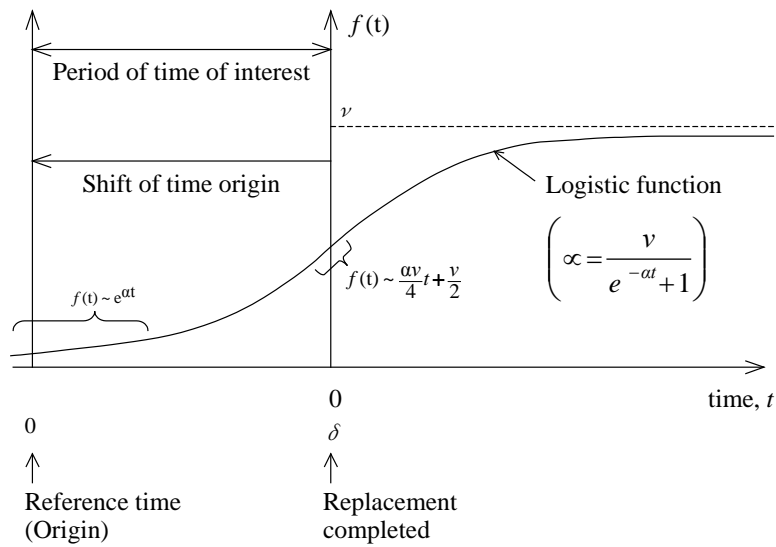 f(t)
Period of time of interest
ν
Shift of time origin
Logistic function
(∝= ν / (e^{-αt}+1))
f(t) ~ αν/4 t + ν/2
f(t) ~ e^{αt}
0
time, t
0
δ
Reference time
(Origin)
Replacement
completed